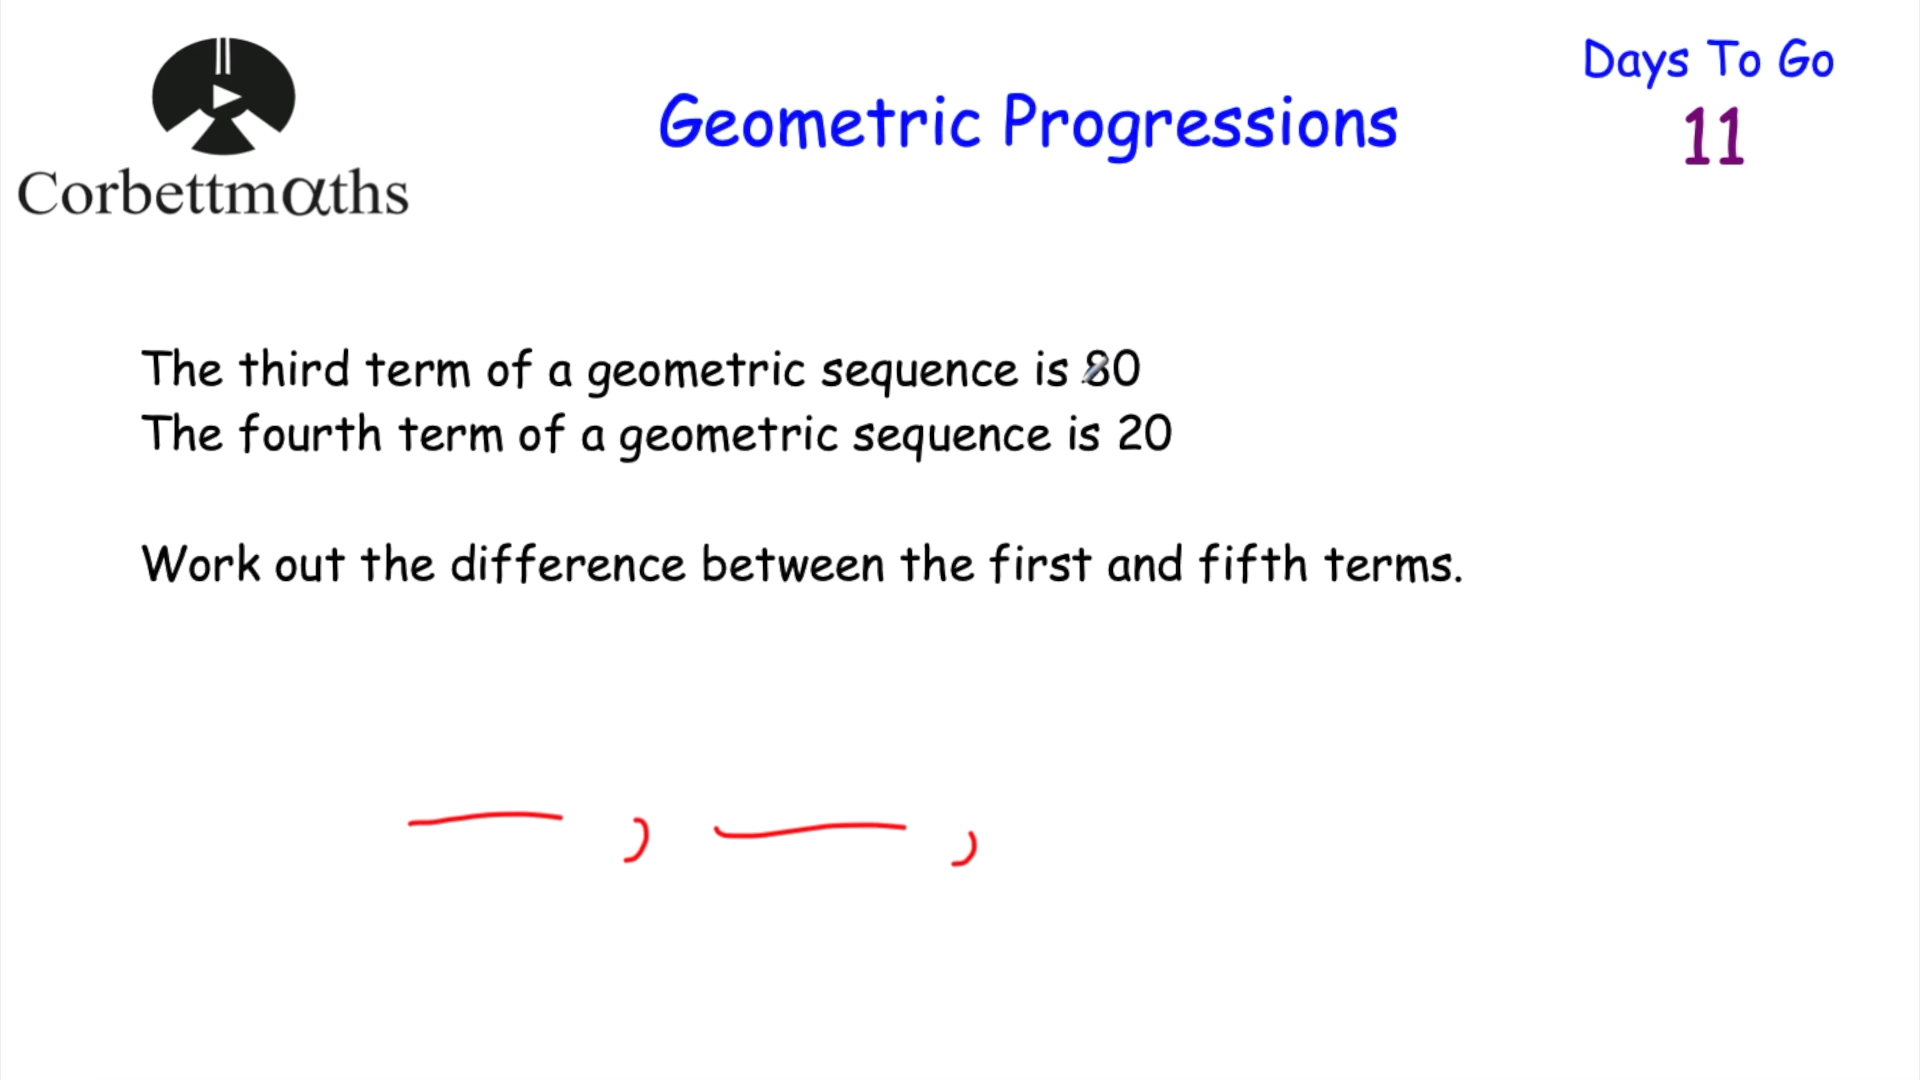 Corbettmαths
Geometric Progressions
Days To Go
11
The third term of a geometric sequence is 80
The fourth term of a geometric sequence is 20
Work out the difference between the first and fifth terms.
, ,